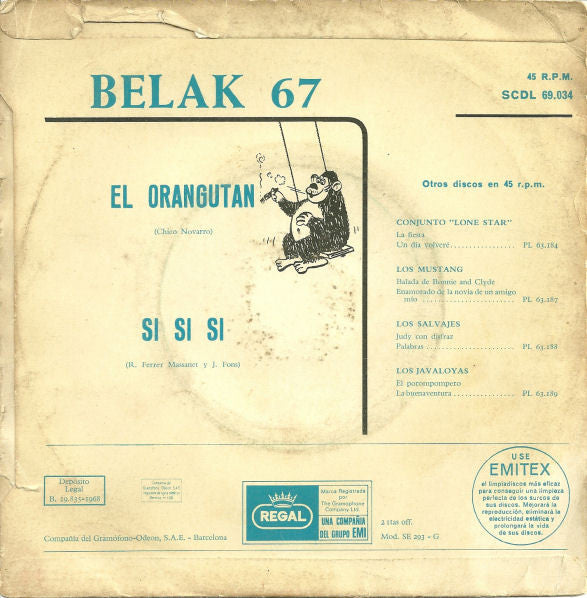 BELAK 67
45 R.P.M.
SCDL 69.034
EL ORANGUTAN
(Chico Novarro)
SI SI SI
(R. Ferrer Massanet y J. Fons)
Otros discos en 45 r.p.m.
CONJUNTO "LONE STAR"
La fiesta
Un día volveré................ PL 63.184
LOS MUSTANG
Balada de Bonnie and Clyde
Enamorado de la novia de un amigo
mío ...................... PL 63.187
LOS SALVAJES
Judy con disfraz
Palabras ..................... PL 63.188
LOS JAVALOYAS
El porompompero
La buenaventura ............... PL 63.189
Depósito
Legal
B. 19.835-1968
REGAL
Marca Registrada
por
The Gramophone
Company Ltd.
UNA COMPAÑIA
DEL GRUPO EMI
2 ttas off.
Mod. SE 293 - G
Compañía del Gramófono-Odeon, S.A.E. - Barcelona
USE
EMITEX
el limpiadiscos más eficaz
para conseguir una limpieza
perfecta de los surcos de
sus discos. Mejorará la
reproducción, eliminará la
electricidad estática y
prolongará la vida
de sus discos.